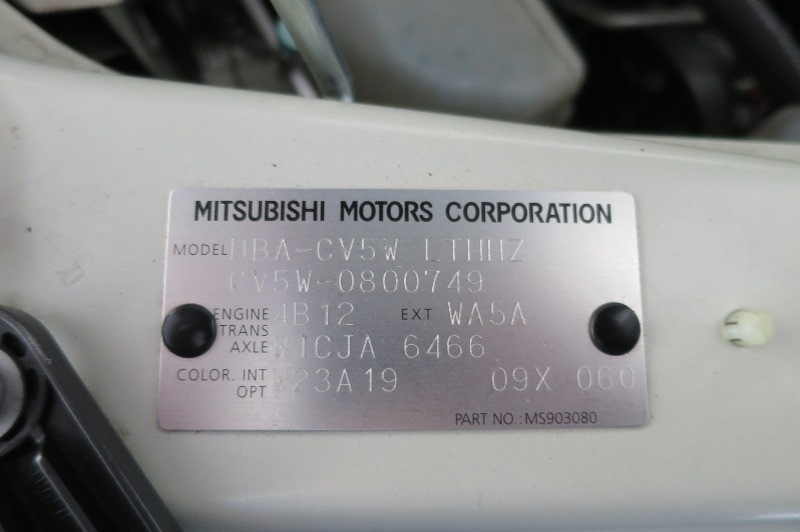 MITSUBISHI MOTORS CORPORATION
MODEL DBA-CV5W LTHHZ
CV5W-0800749
ENGINE 4B12 EXT WA5A
TRANS
AXLE W1CJA 6466
COLOR. INT 23A19 09X 060
OPT
PART NO.: MS903080